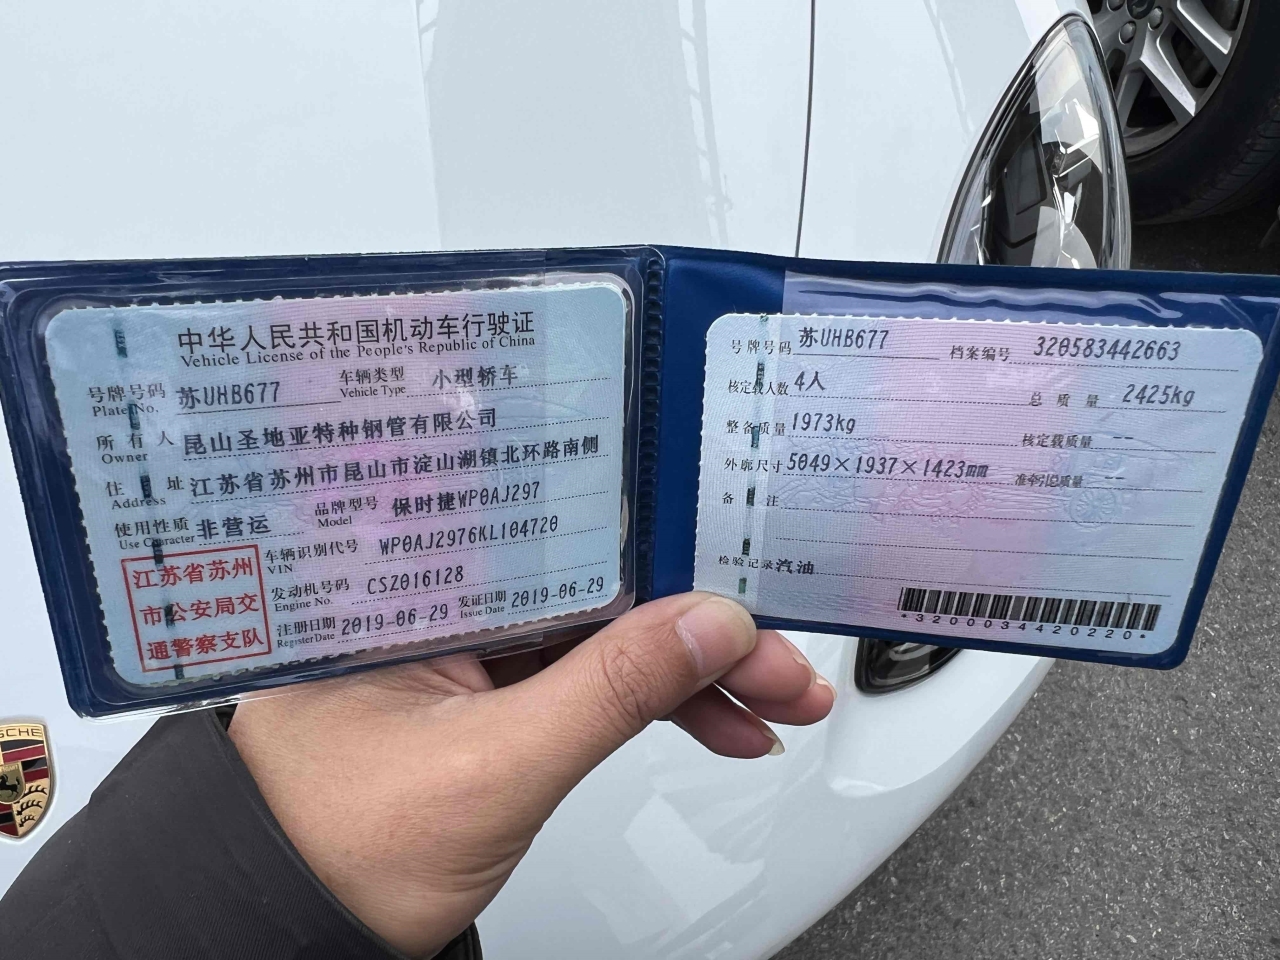 中华人民共和国机动车行驶证
Vehicle License of the People's Republic of China
号牌号码 苏UHB677 车辆类型 小型轿车
Plate No. Vehicle Type
所有人 昆山圣地亚特种钢管有限公司
Owner
住址 江苏省苏州市昆山市淀山湖镇北环路南侧
Address
使用性质 非营运 品牌型号 保时捷WP0AJ297
Use Character Model
江苏省苏州
市公安局交
通警察支队
车辆识别代号 WP0AJ2976KL104720
VIN
发动机号码 CSZ016128
Engine No.
注册日期 2019-06-29 发证日期 2019-06-29
Register Date Issue Date
号牌号码 苏UHB677 档案编号 320583442663
核定载人数 4人 总质量 2425kg
整备质量 1973kg 核定载质量 --
外廓尺寸 5049×1937×1423mm 准牵引总质量 --
备注
检验记录 汽油
*3200034420220*
SCHE